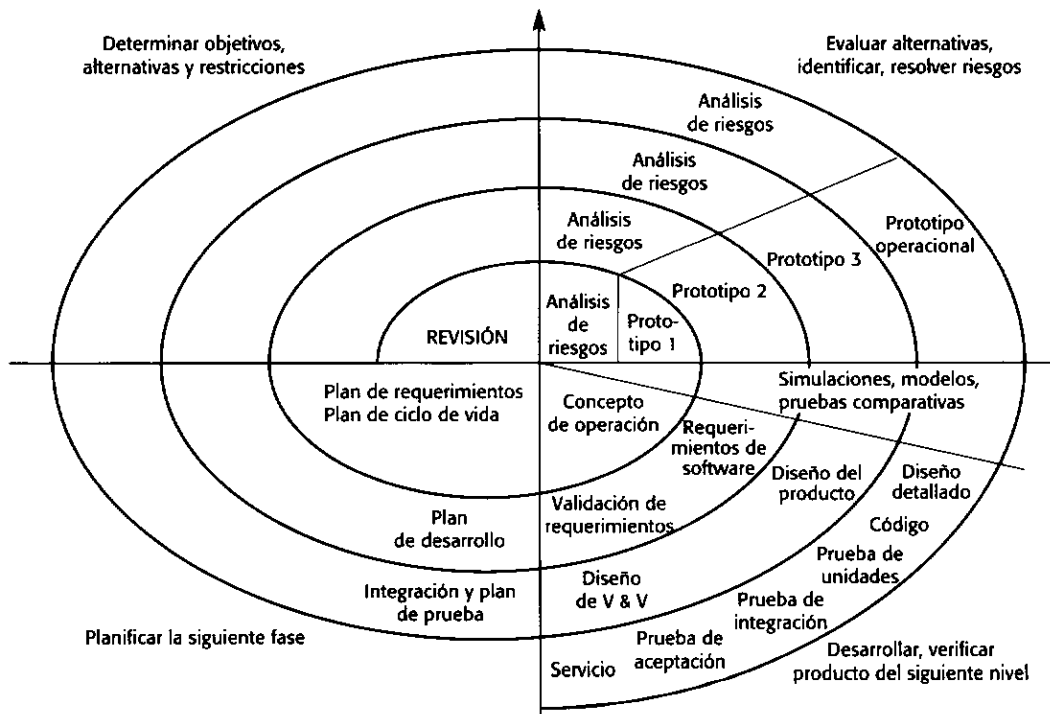 Determinar objetivos,
alternativas y restricciones
Evaluar alternativas,
identificar, resolver riesgos
Análisis
de riesgos
Análisis
de riesgos
Análisis
de riesgos
Análisis
de
riesgos
Proto-
tipo 1
Prototipo 2
Prototipo 3
Prototipo
operacional
REVISIÓN
Plan de requerimientos
Plan de ciclo de vida
Concepto
de operación
Simulaciones, modelos,
pruebas comparativas
Requeri-
mientos de
software
Diseño del
producto
Diseño
detallado
Código
Validación de
requerimientos
Plan
de desarrollo
Prueba de
unidades
Integración y plan
de prueba
Diseño
de V & V
Prueba de
integración
Prueba de
aceptación
Servicio
Planificar la siguiente fase
Desarrollar, verificar
producto del siguiente nivel